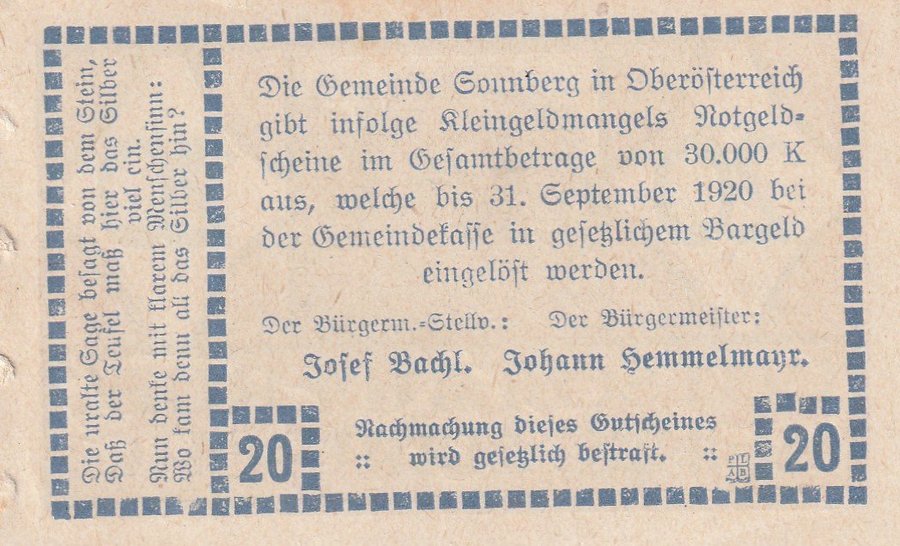 Die uralte Sage besagt von dem Stein,
Daß der Teufel maß hier das Silber
viel ein.
Nun denke mit klarem Menschensinn:
Wo kam denn all das Silber hin?
Die Gemeinde Sonnberg in Oberösterreich
gibt infolge Kleingeldmangels Notgeld-
scheine im Gesamtbetrage von 30.000 K
aus, welche bis 31. September 1920 bei
der Gemeindekasse in gesetzlichem Bargeld
eingelöst werden.
Der Bürgerm.-Stellv.: Der Bürgermeister:
Josef Bachl. Johann Hemmelmayr.
20
Nachmachung dieses Gutscheines
:: wird gesetzlich bestraft. ::
20